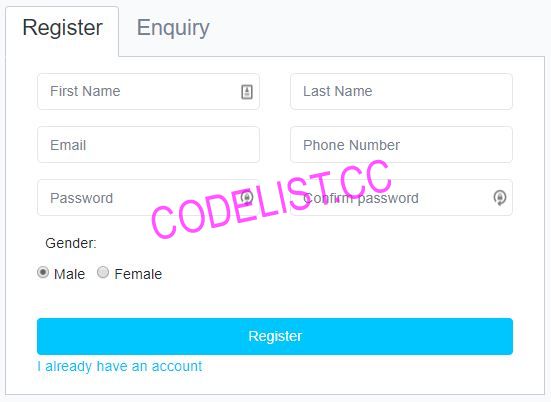 Register Enquiry
First Name Last Name
Email Phone Number
Password Confirm password
CODELIST.CC
Gender:
Male Female
Register
I already have an account